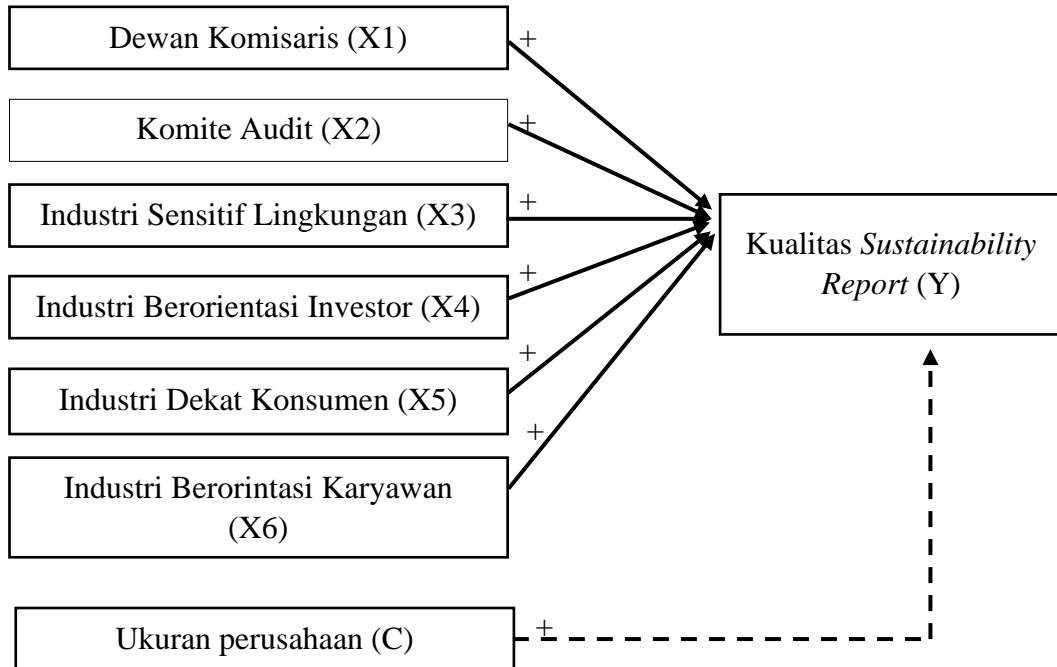 Dewan Komisaris (X1)
+
Komite Audit (X2)
+
Industri Sensitif Lingkungan (X3)
+
Industri Berorientasi Investor (X4)
+
Industri Dekat Konsumen (X5)
+
Industri Berorintasi Karyawan
(X6)
+
Ukuran perusahaan (C)
+
Kualitas Sustainability
Report (Y)